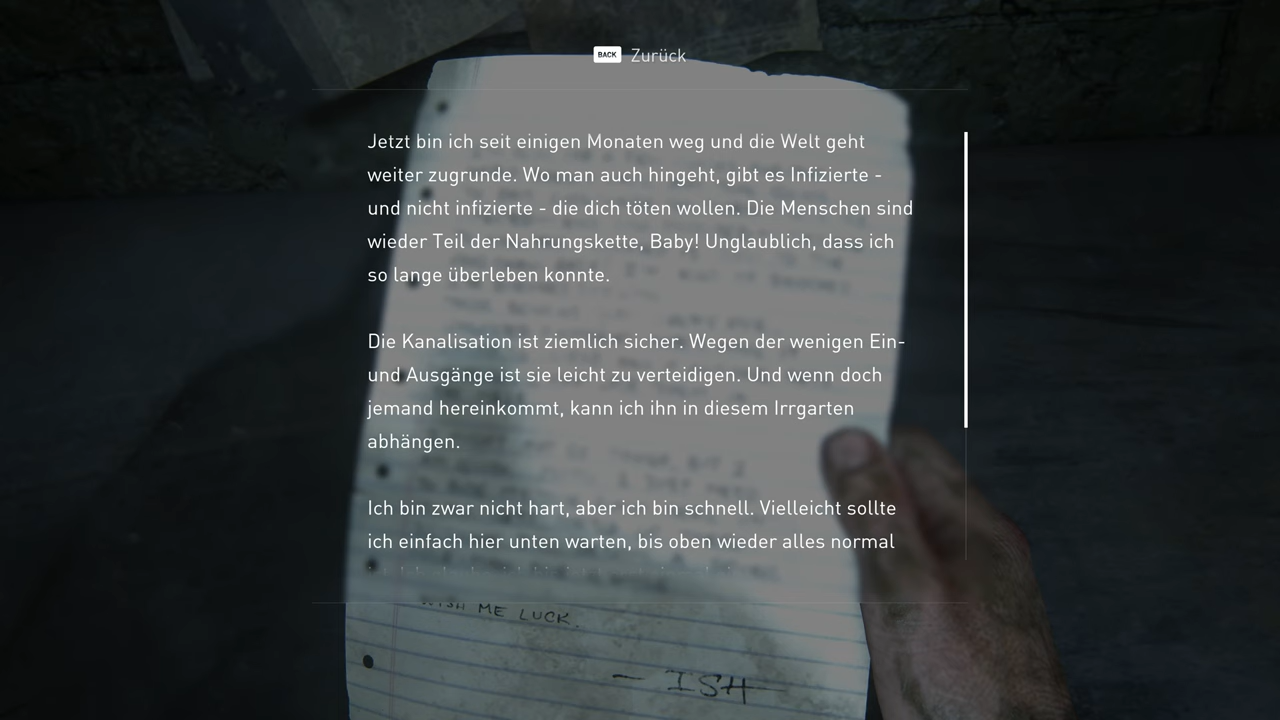 BACK Zurück
Jetzt bin ich seit einigen Monaten weg und die Welt geht
weiter zugrunde. Wo man auch hingeht, gibt es Infizierte -
und nicht infizierte - die dich töten wollen. Die Menschen sind
wieder Teil der Nahrungskette, Baby! Unglaublich, dass ich
so lange überleben konnte.
Die Kanalisation ist ziemlich sicher. Wegen der wenigen Ein-
und Ausgänge ist sie leicht zu verteidigen. Und wenn doch
jemand hereinkommt, kann ich ihn in diesem Irrgarten
abhängen.
Ich bin zwar nicht hart, aber ich bin schnell. Vielleicht sollte
ich einfach hier unten warten, bis oben wieder alles normal
WISH ME LUCK.
- ISH